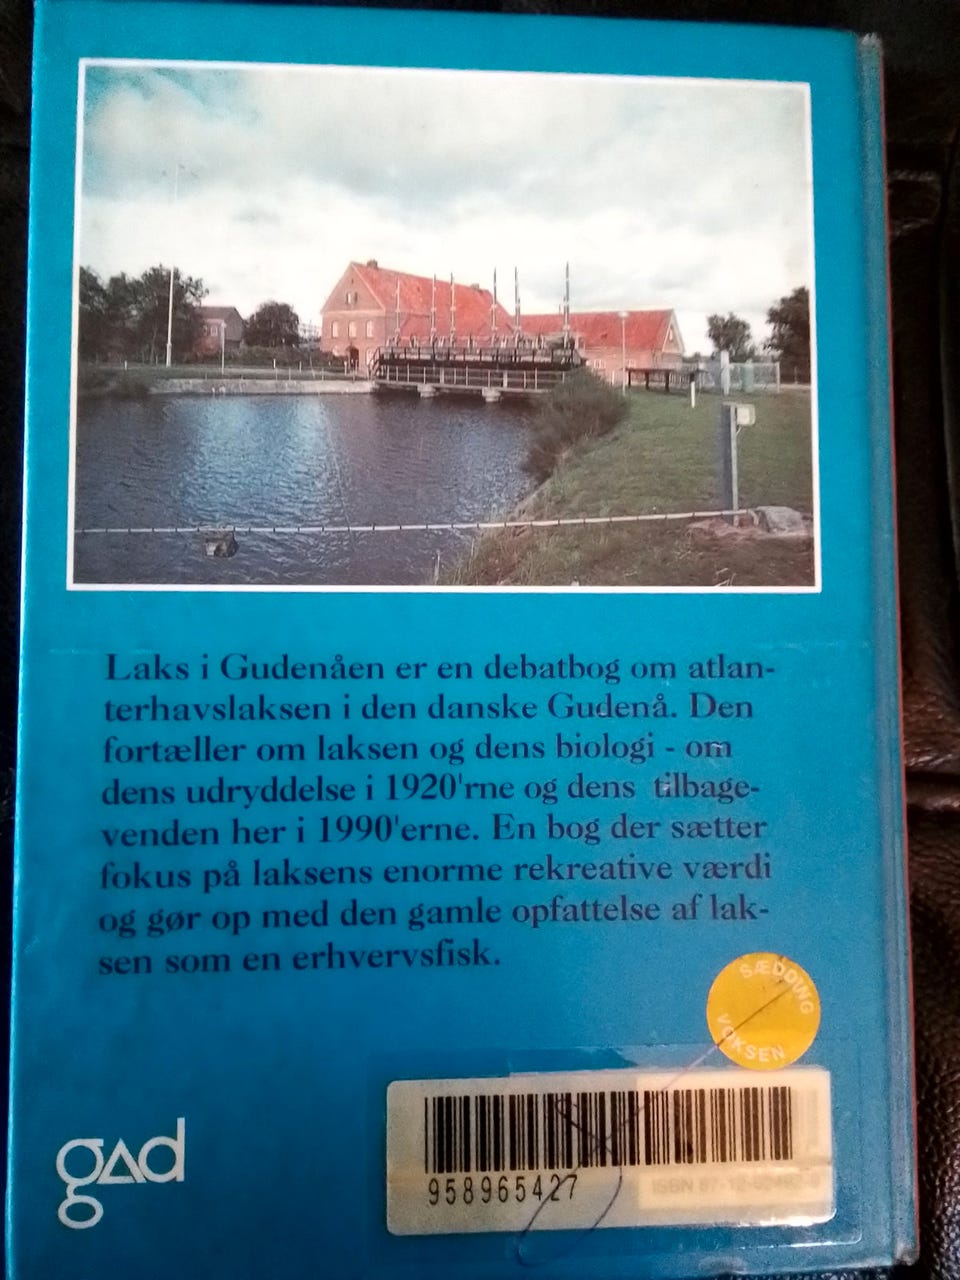 Laks i Gudenåen er en debatbog om atlan-
terhavslaksen i den danske Gudenå. Den
fortæller om laksen og dens biologi - om
dens udryddelse i 1920'rne og dens tilbage-
venden her i 1990'erne. En bog der sætter
fokus på laksens enorme rekreative værdi
og gør op med den gamle opfattelse af lak-
sen som en erhvervsfisk.
SÆDDING
VOKSEN
gad
958965427
ISBN 87-12-